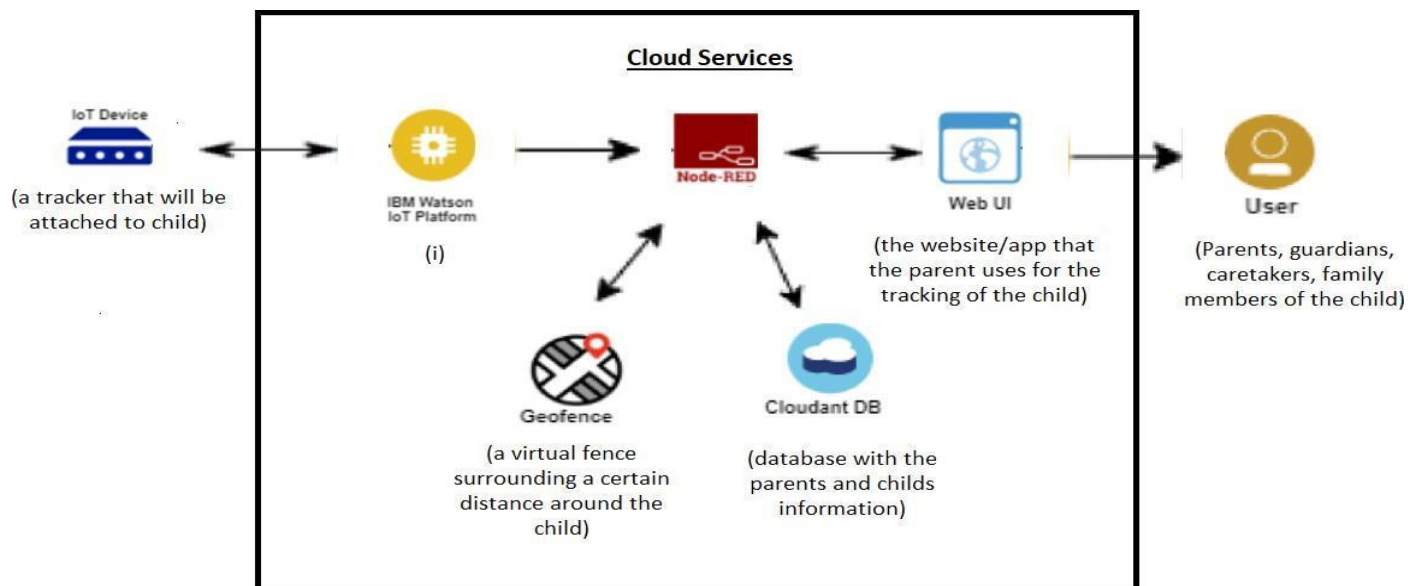 Cloud Services
IoT Device
(a tracker that will be
attached to child)
IBM Watson
IoT Platform
(i)
Node-RED
Web UI
(the website/app that
the parent uses for the
tracking of the child)
User
(Parents, guardians,
caretakers, family
members of the child)
Geofence
(a virtual fence
surrounding a certain
distance around the
child)
Cloudant DB
(database with the
parents and childs
information)